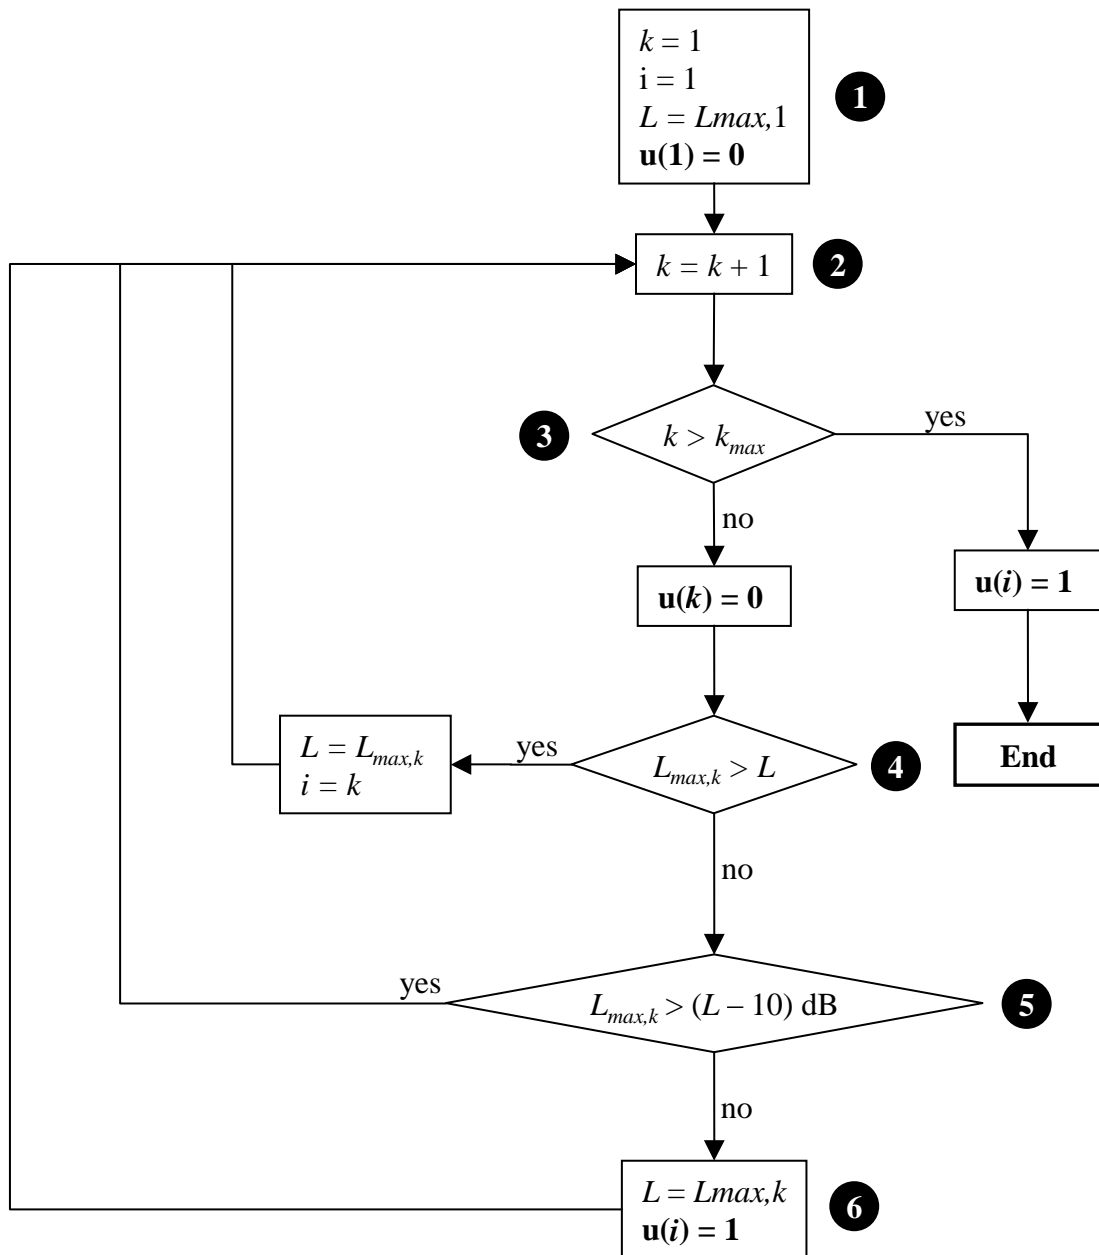 k = 1
i = 1
L = Lmax,1
u(1) = 0
1
k = k + 1
2
3
k > kmax
yes
no
u(k) = 0
u(i) = 1
L = Lmax,k
i = k
yes
Lmax,k > L
4
End
no
yes
Lmax,k > (L – 10) dB
5
no
L = Lmax,k
u(i) = 1
6